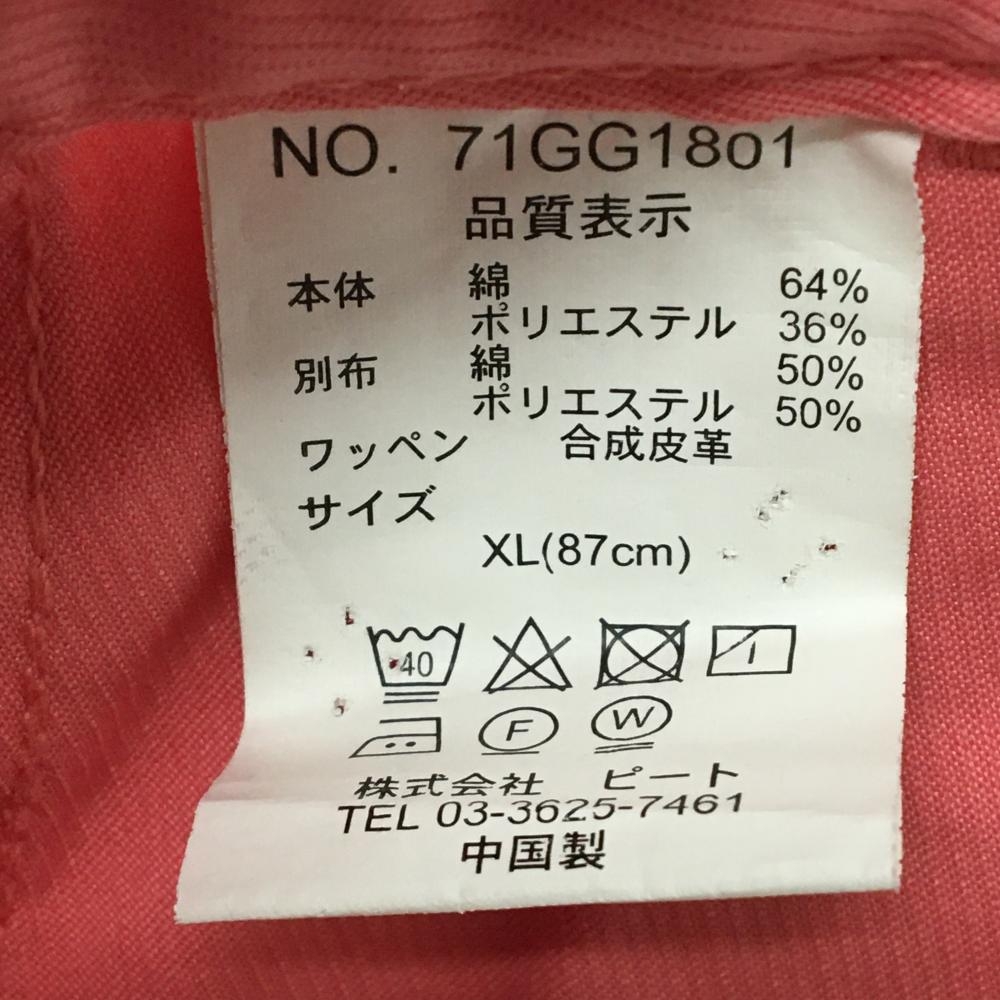 NO. 71GG1801
品質表示
本体 綿 64%
ポリエステル 36%
別布 綿 50%
ポリエステル 50%
ワッペン 合成皮革
サイズ
XL(87cm)
40
F W
株式会社 ピート
TEL 03-3625-7461
中国製